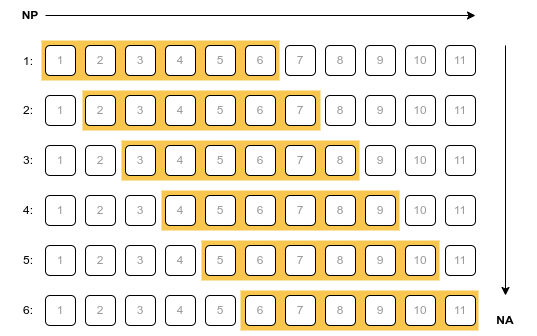 NP
1: 1 2 3 4 5 6 7 8 9 10 11
2: 1 2 3 4 5 6 7 8 9 10 11
3: 1 2 3 4 5 6 7 8 9 10 11
4: 1 2 3 4 5 6 7 8 9 10 11
5: 1 2 3 4 5 6 7 8 9 10 11
6: 1 2 3 4 5 6 7 8 9 10 11
NA